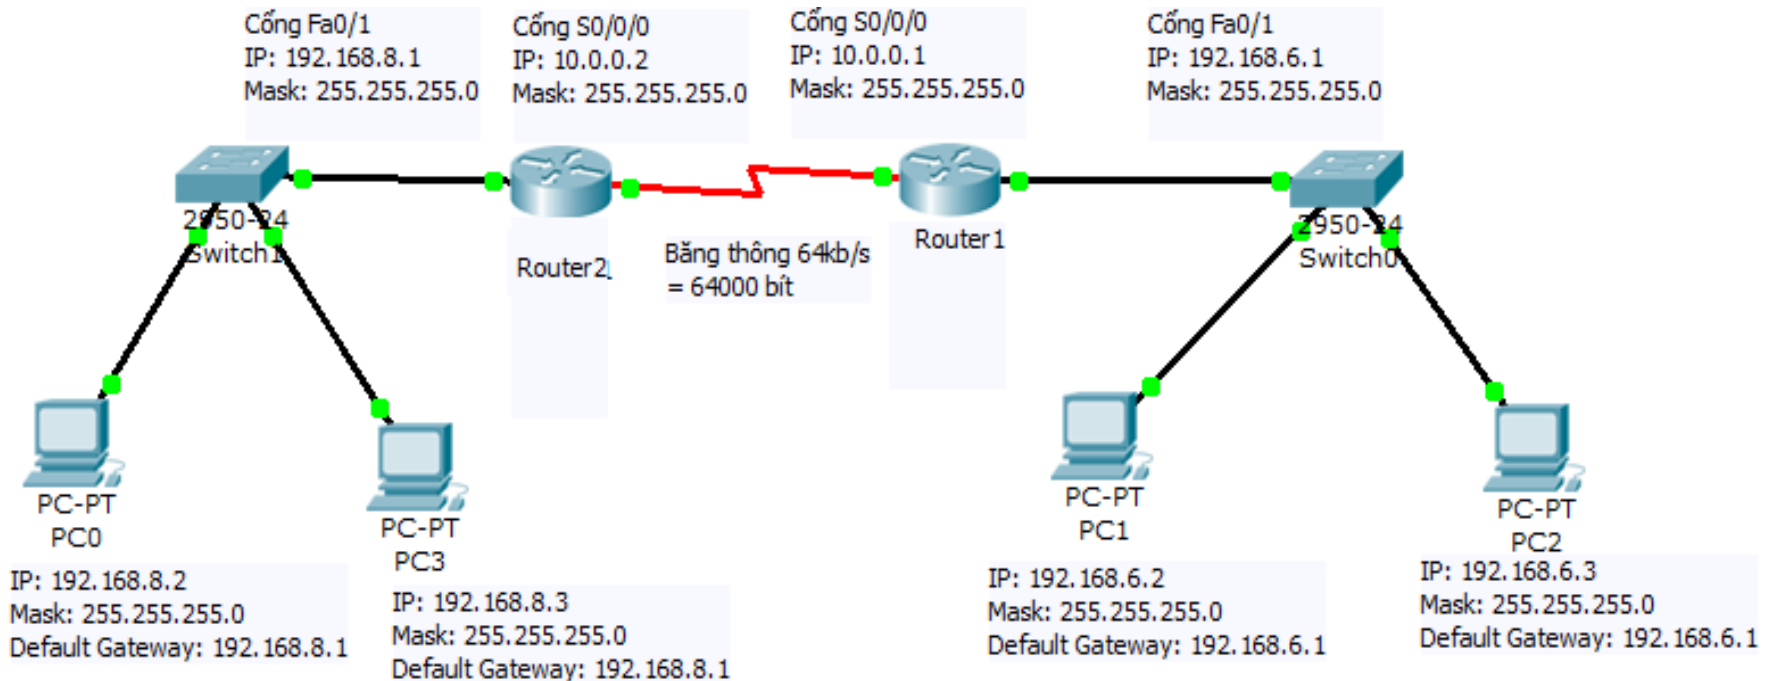 Cổng Fa0/1
IP: 192.168.8.1
Mask: 255.255.255.0
Cổng S0/0/0
IP: 10.0.0.2
Mask: 255.255.255.0
Cổng S0/0/0
IP: 10.0.0.1
Mask: 255.255.255.0
Cổng Fa0/1
IP: 192.168.6.1
Mask: 255.255.255.0
2950-24
Switch1
Router2
Băng thông 64kb/s
= 64000 bít
Router1
2950-24
Switch0
PC-PT
PC0
IP: 192.168.8.2
Mask: 255.255.255.0
Default Gateway: 192.168.8.1
PC-PT
PC3
IP: 192.168.8.3
Mask: 255.255.255.0
Default Gateway: 192.168.8.1
PC-PT
PC1
IP: 192.168.6.2
Mask: 255.255.255.0
Default Gateway: 192.168.6.1
PC-PT
PC2
IP: 192.168.6.3
Mask: 255.255.255.0
Default Gateway: 192.168.6.1